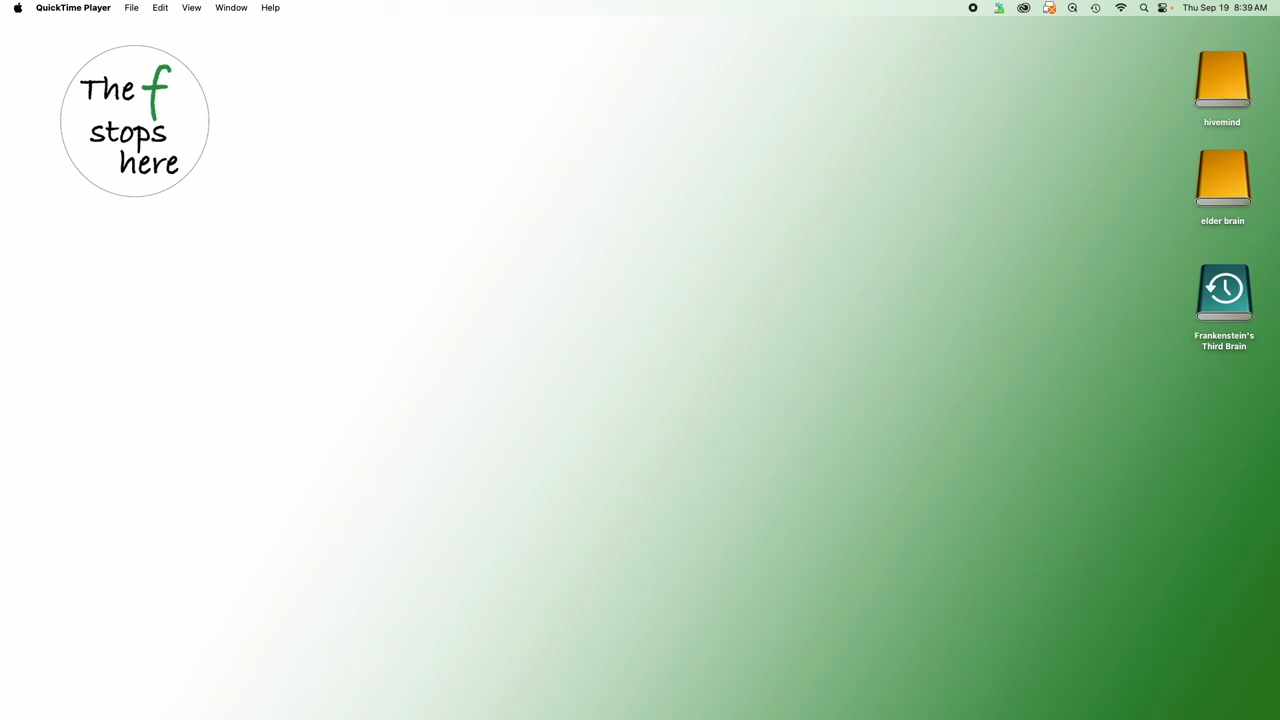 QuickTime Player File Edit View Window Help Thu Sep 19 8:39 AM
The f
stops
here
hivemind
elder brain
Frankenstein's
Third Brain